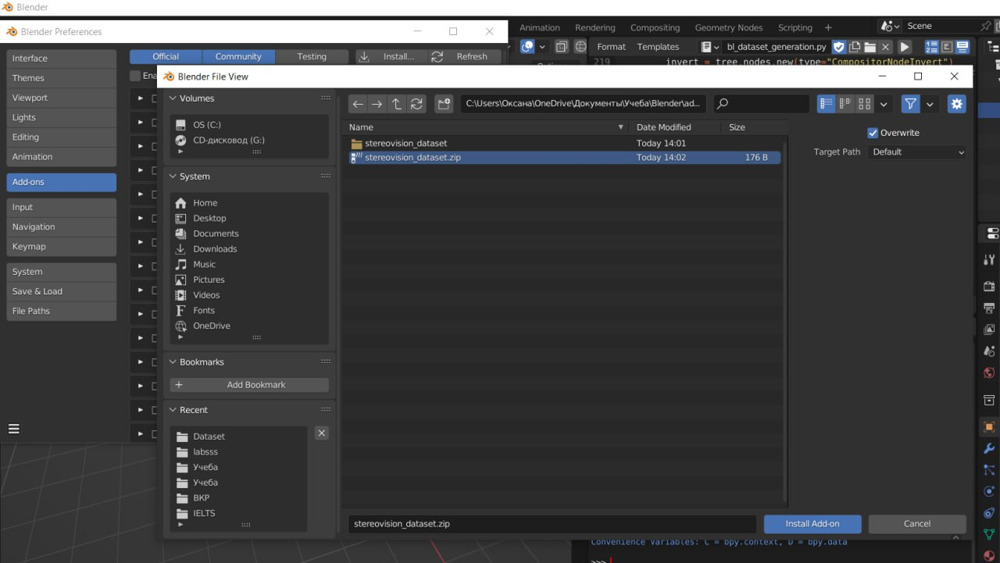 Blender
Blender Preferences
Animation Rendering Compositing Geometry Nodes Scripting + Scene
Interface
Themes
Viewport
Lights
Editing
Animation
Add-ons
Input
Navigation
Keymap
System
Save & Load
File Paths
Official Community Testing Install... Refresh
Ena
Format Templates bl_dataset_generation.py
219 invert = tree.nodes.new(type="CompositorNodeInvert")
Blender File View
Volumes
OS (C:)
CD-дисковод (G:)
System
Home
Desktop
Documents
Downloads
Music
Pictures
Videos
Fonts
OneDrive
Bookmarks
+ Add Bookmark
Recent
Dataset
labsss
Учеба
Учеба
ВКР
IELTS
C:\Users\Оксана\OneDrive\Документы\Учеба\Blender\ad...
Name Date Modified Size
stereovision_dataset Today 14:01
stereovision_dataset.zip Today 14:02 176 B
Overwrite
Target Path Default
stereovision_dataset.zip Install Add-on Cancel
Convenience Variables: C = bpy.context, D = bpy.data
>>>